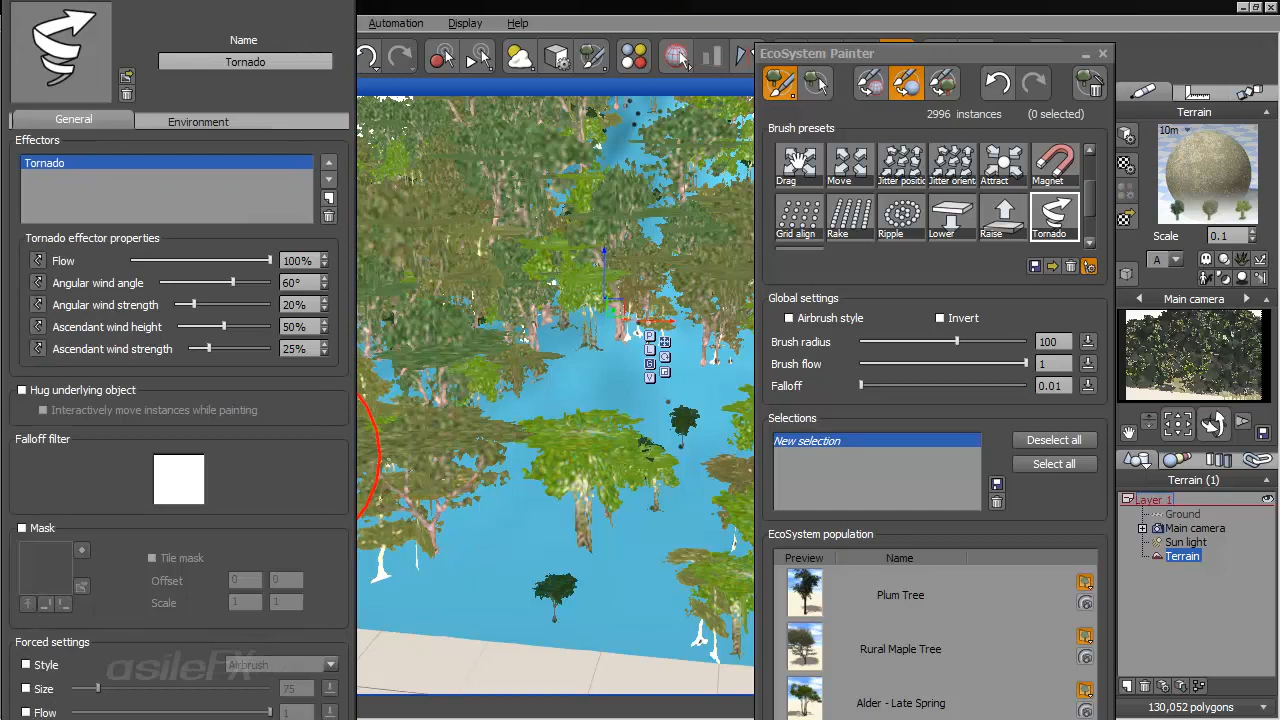 Automation Display Help
Name
Tornado
General Environment
Effectors
Tornado
Tornado effector properties
Flow 100%
Angular wind angle 60°
Angular wind strength 20%
Ascendant wind height 50%
Ascendant wind strength 25%
Hug underlying object
Interactively move instances while painting
Falloff filter
Mask
Tile mask
Offset 0 0
Scale 1 1
Forced settings
Style Airbrush
asileFX
Size 75
Flow 1
EcoSystem Painter
2996 instances (0 selected)
Brush presets
Drag Move Jitter positic Jitter orient Attract Magnet
Grid align Rake Ripple Lower Raise Tornado
Global settings
Airbrush style Invert
Brush radius 100
Brush flow 1
Falloff 0.01
Selections
New selection
Deselect all
Select all
EcoSystem population
Preview Name
Plum Tree
Rural Maple Tree
Alder - Late Spring
Terrain
10m
Scale 0.1
A
Main camera
Terrain (1)
Layer 1
Ground
Main camera
Sun light
Terrain
130,052 polygons